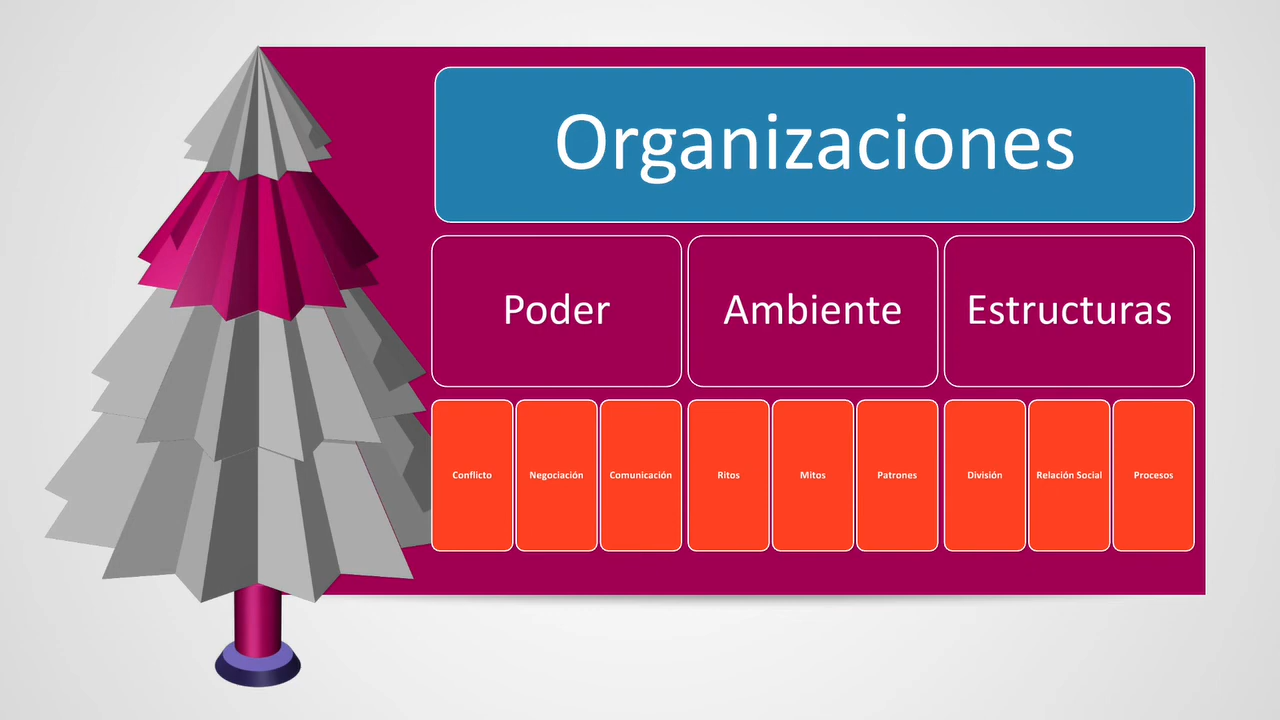 Organizaciones
Poder
Ambiente
Estructuras
Conflicto
Negociación
Comunicación
Ritos
Mitos
Patrones
División
Relación Social
Procesos